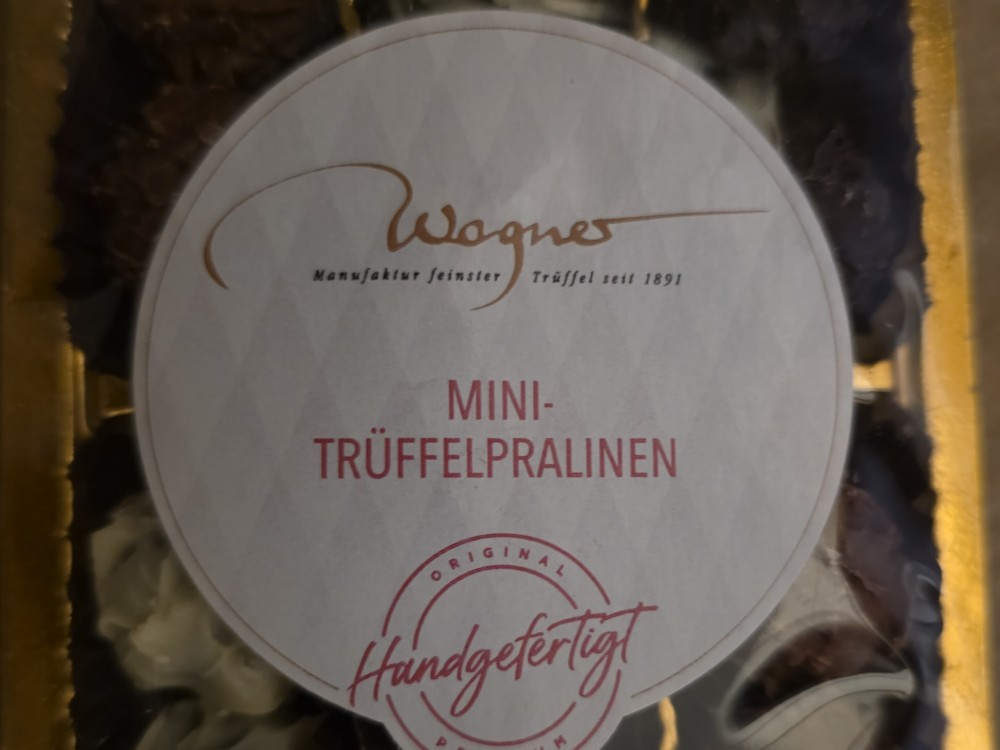 Wagner
Manufaktur feinster Trüffel seit 1891
MINI-
TRÜFFELPRALINEN
ORIGINAL
Handgefertigt